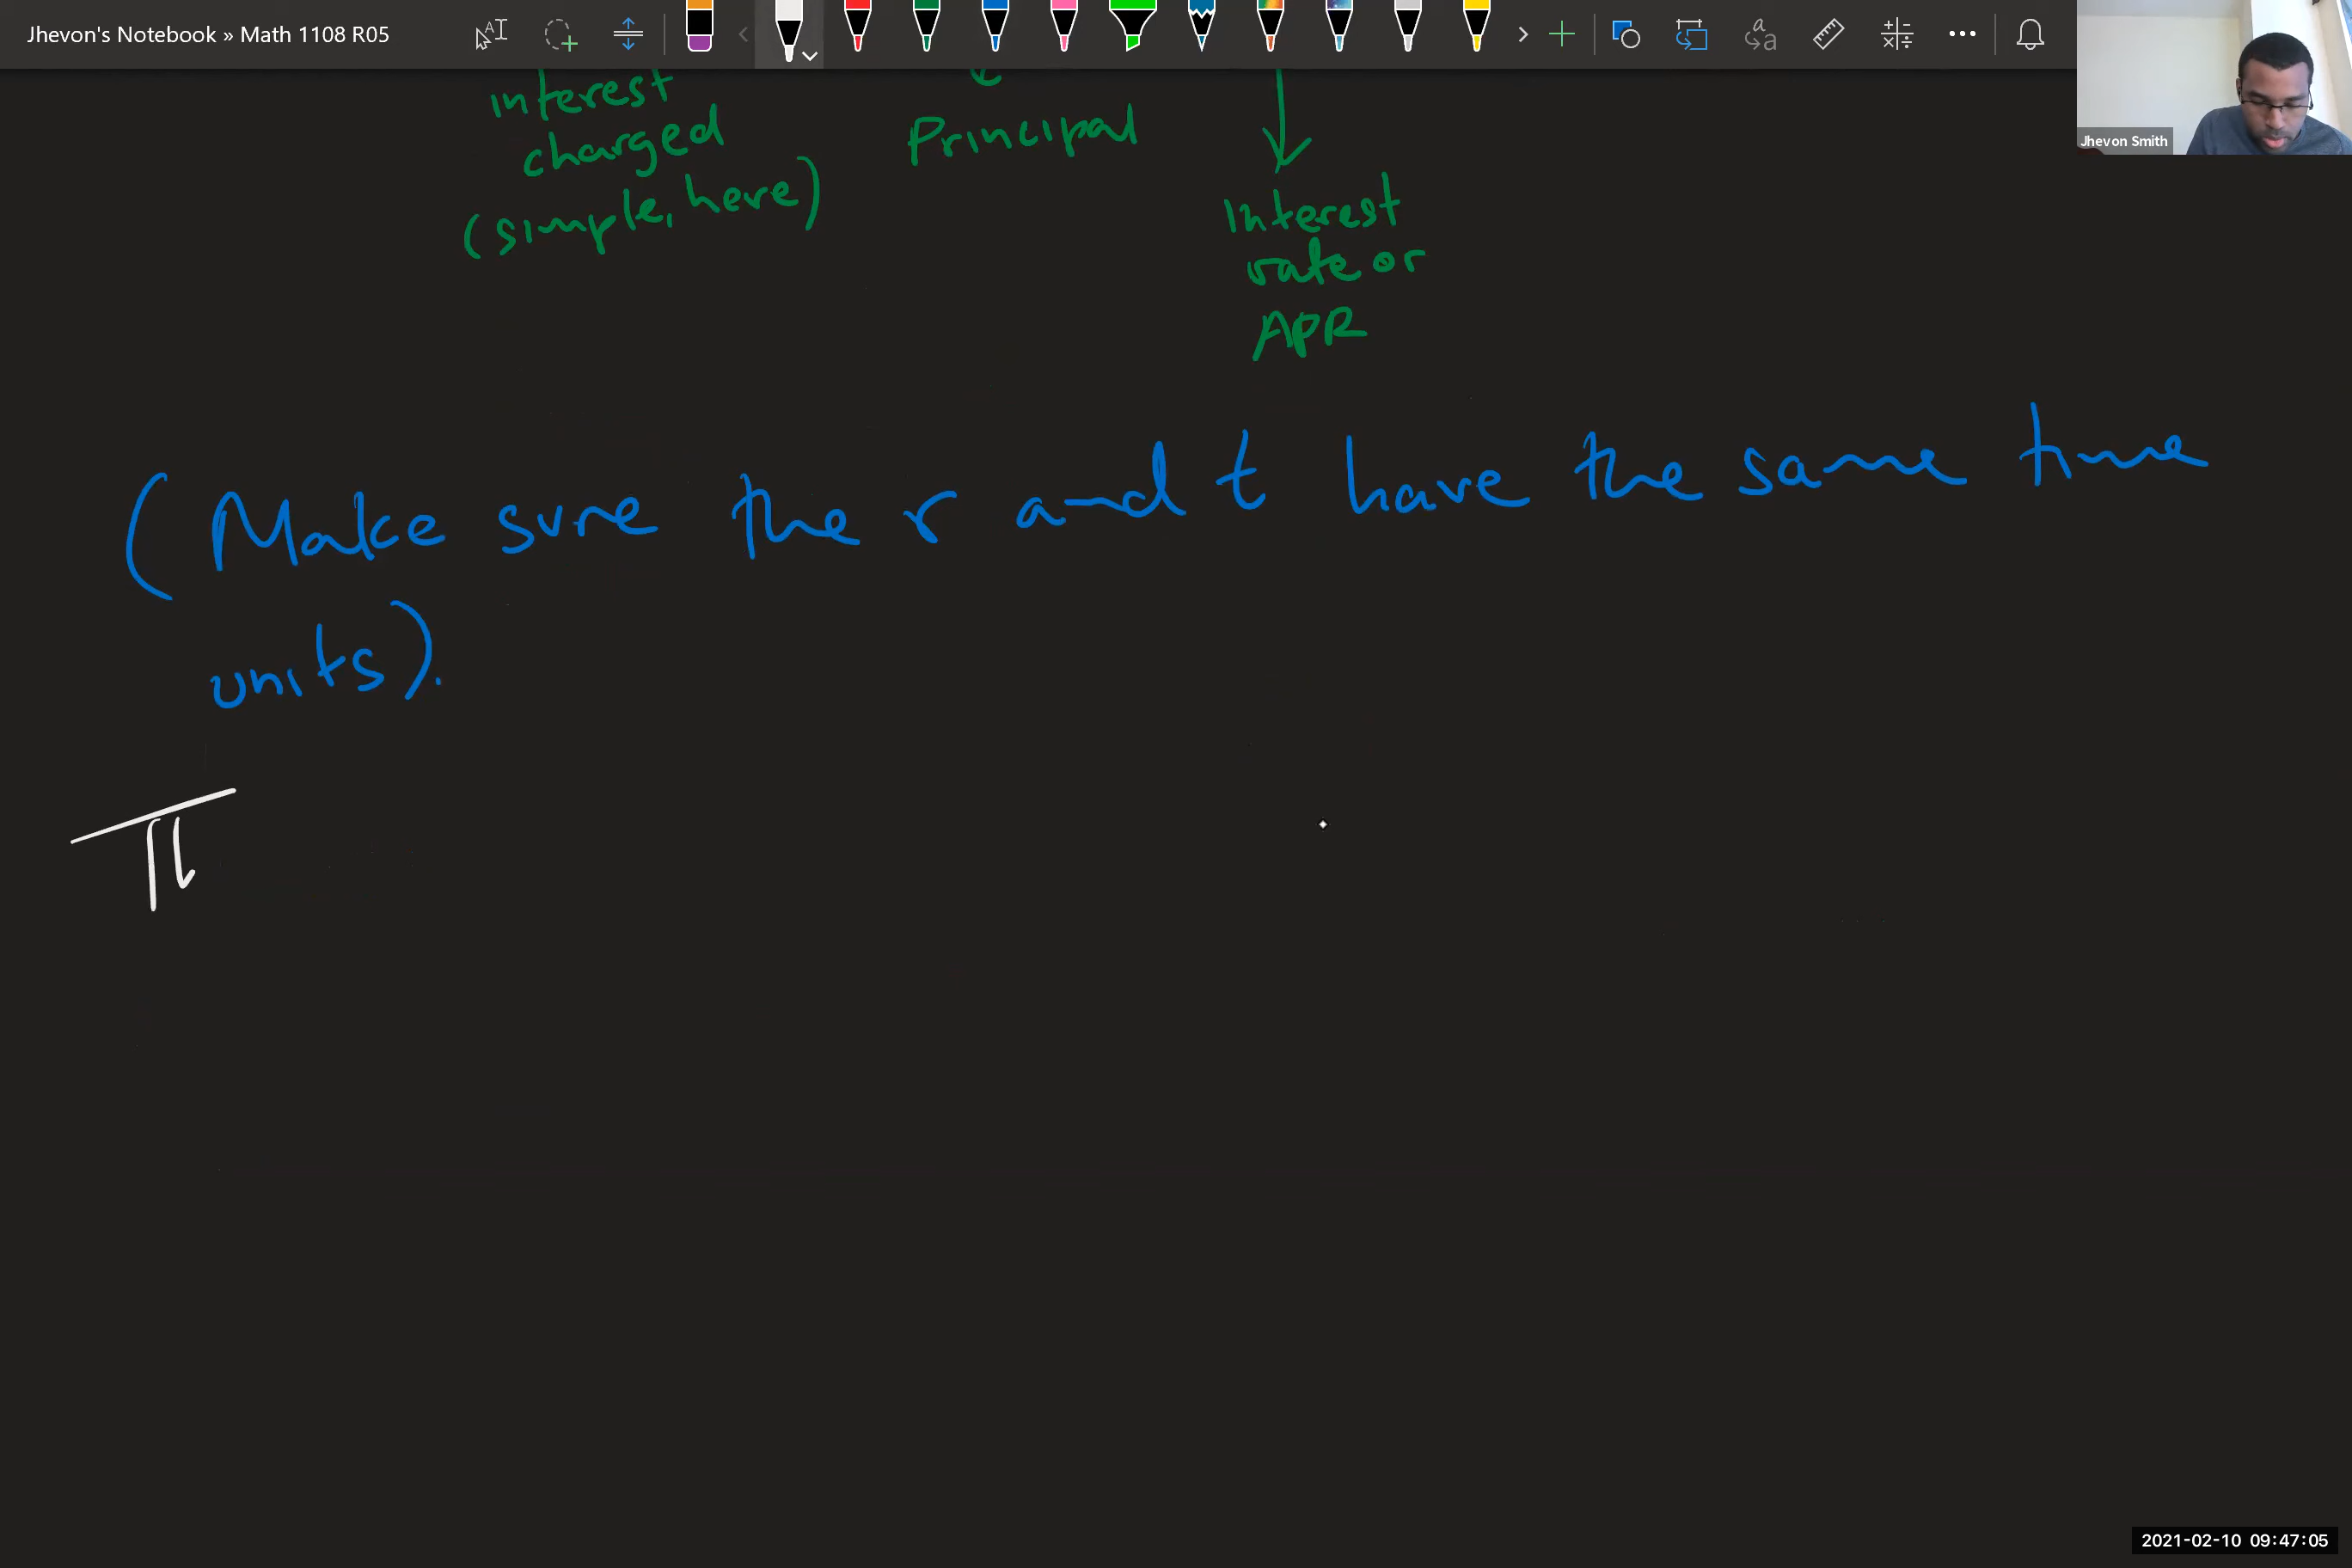 Jhevon's Notebook » Math 1108 R05
Jhevon Smith
Interest
charged
(simple, here)
Principal
Interest
rate or
APR
(Make sure the r and t have the same time
units).
2021-02-10 09:47:05